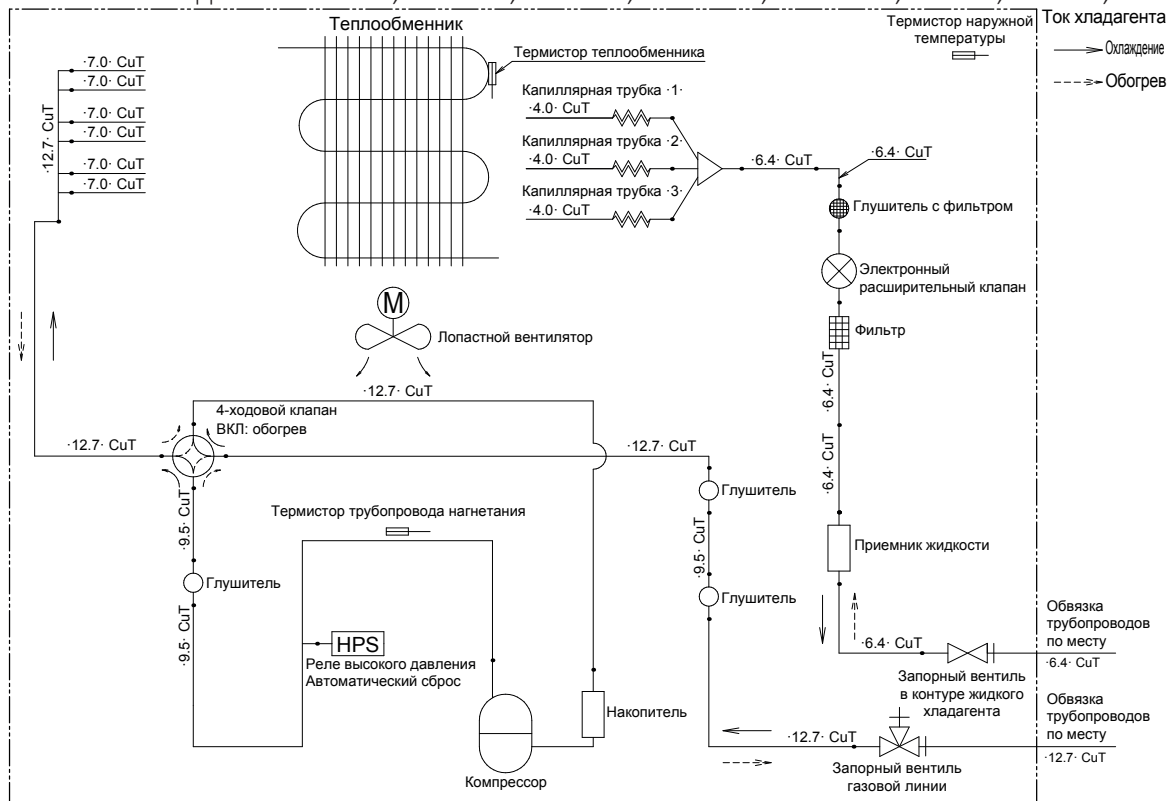 Теплообменник
Термистор наружной
температуры
Ток хладагента
Охлаждение
Обогрев
Термистор теплообменника
·7.0· CuT
·7.0· CuT
·7.0· CuT
·7.0· CuT
·7.0· CuT
·7.0· CuT
·12.7· CuT
Капиллярная трубка ·1·
·4.0· CuT
Капиллярная трубка ·2·
·4.0· CuT
Капиллярная трубка ·3·
·4.0· CuT
·6.4· CuT
·6.4· CuT
Глушитель с фильтром
Электронный
расширительный клапан
Фильтр
·6.4· CuT
·6.4· CuT
M
Лопастной вентилятор
·12.7· CuT
4-ходовой клапан
ВКЛ: обогрев
·12.7· CuT
·12.7· CuT
·9.5· CuT
Глушитель
·9.5· CuT
Термистор трубопровода нагнетания
Глушитель
·9.5· CuT
Глушитель
Приемник жидкости
HPS
Реле высокого давления
Автоматический сброс
Компрессор
Накопитель
·6.4· CuT
Запорный вентиль
в контуре жидкого
хладагента
Обвязка
трубопроводов
по месту
·6.4· CuT
·12.7· CuT
Запорный вентиль
газовой линии
Обвязка
трубопроводов
по месту
·12.7· CuT